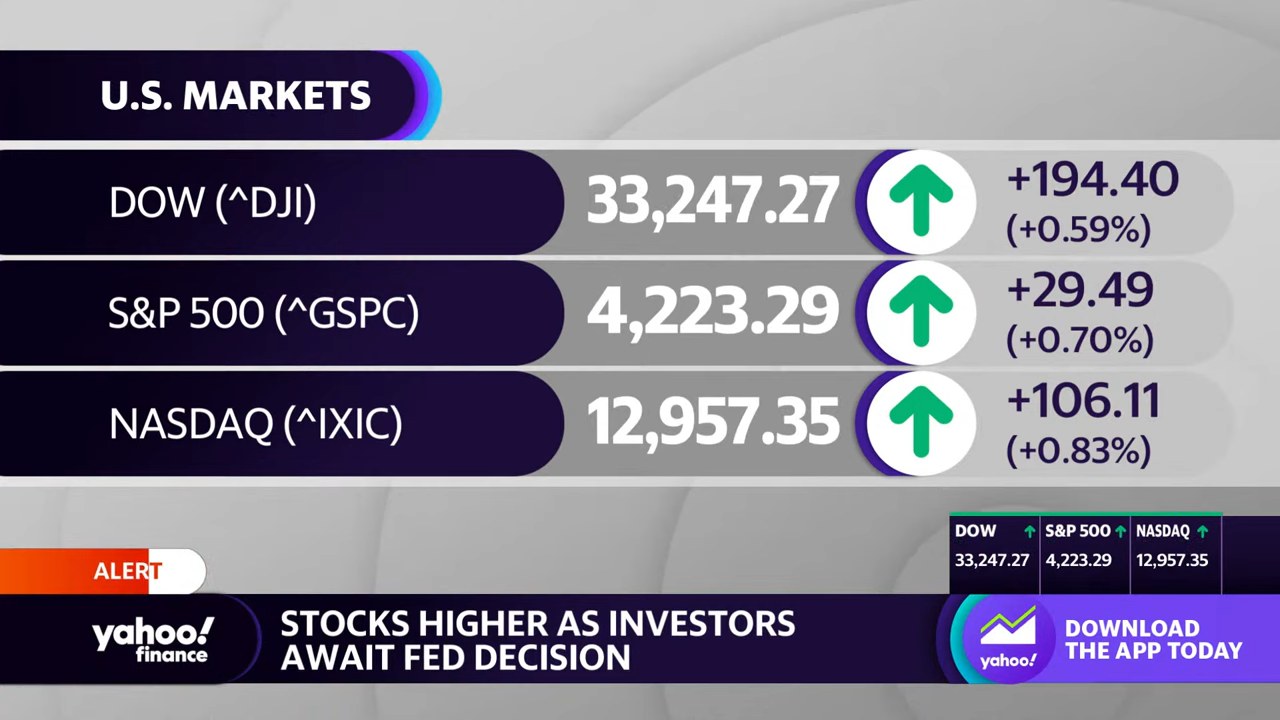 U.S. MARKETS
DOW (^DJI) 33,247.27 +194.40
(+0.59%)
S&P 500 (^GSPC) 4,223.29 +29.49
(+0.70%)
NASDAQ (^IXIC) 12,957.35 +106.11
(+0.83%)
DOW S&P 500 NASDAQ
33,247.27 4,223.29 12,957.35
ALERT
yahoo!
finance
STOCKS HIGHER AS INVESTORS
AWAIT FED DECISION
yahoo!
DOWNLOAD
THE APP TODAY